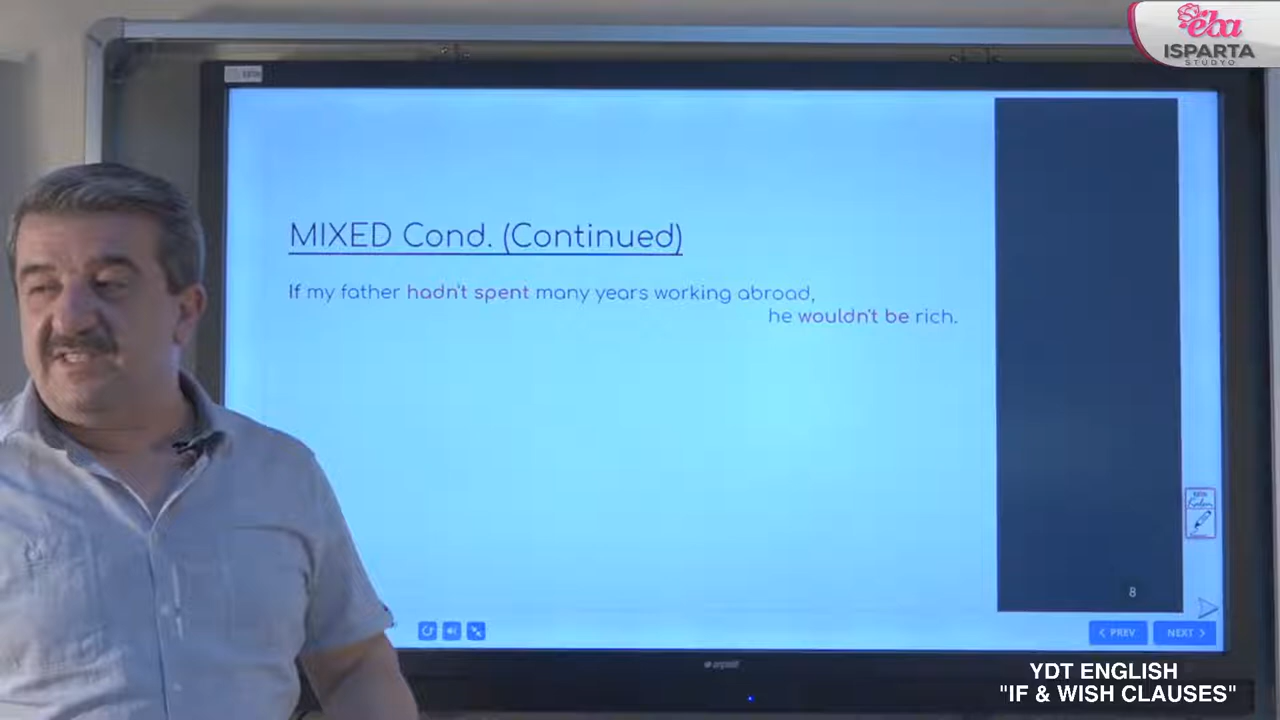 eba
ISPARTA
STUDYO
MIXED Cond. (Continued)
If my father hadn't spent many years working abroad,
he wouldn't be rich.
8
PREV
NEXT
YDT ENGLISH
"IF & WISH CLAUSES"